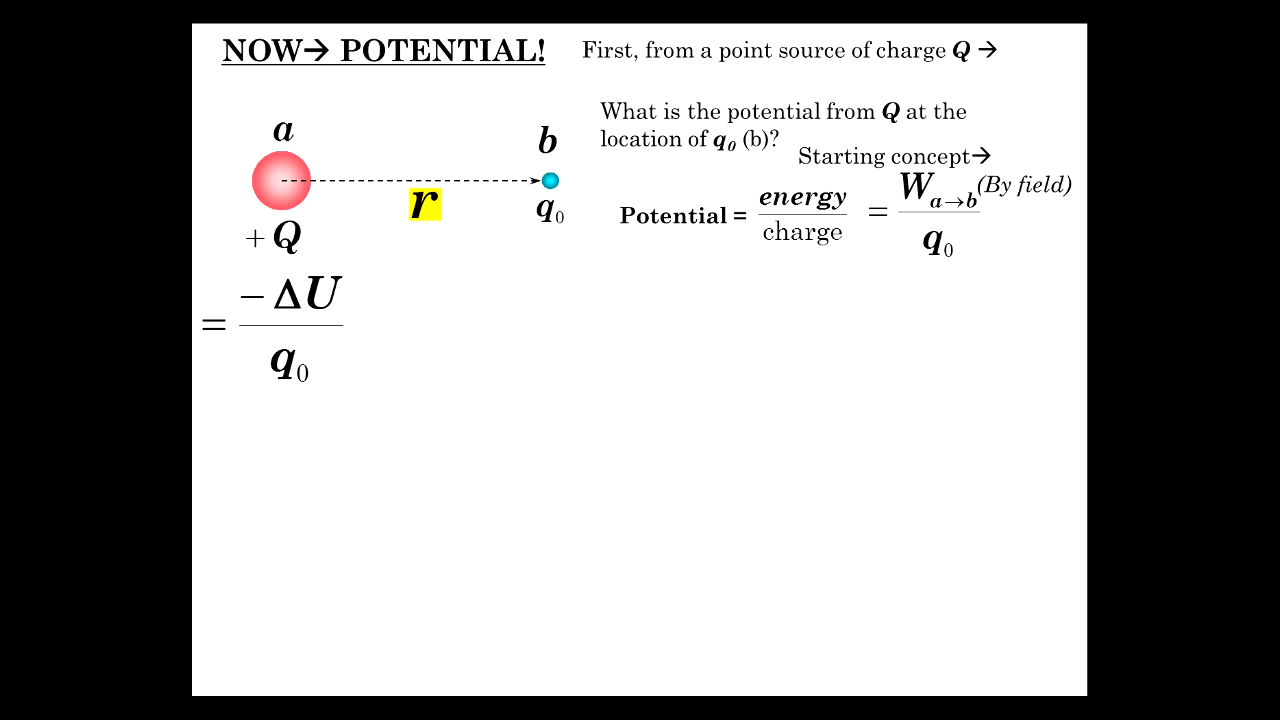 NOW→ POTENTIAL!
First, from a point source of charge Q →
What is the potential from Q at the
location of q₀ (b)?
Starting concept→
a
b
r
q₀
+ Q
Potential = energy/charge = W a→b (By field) / q₀
= −ΔU / q₀